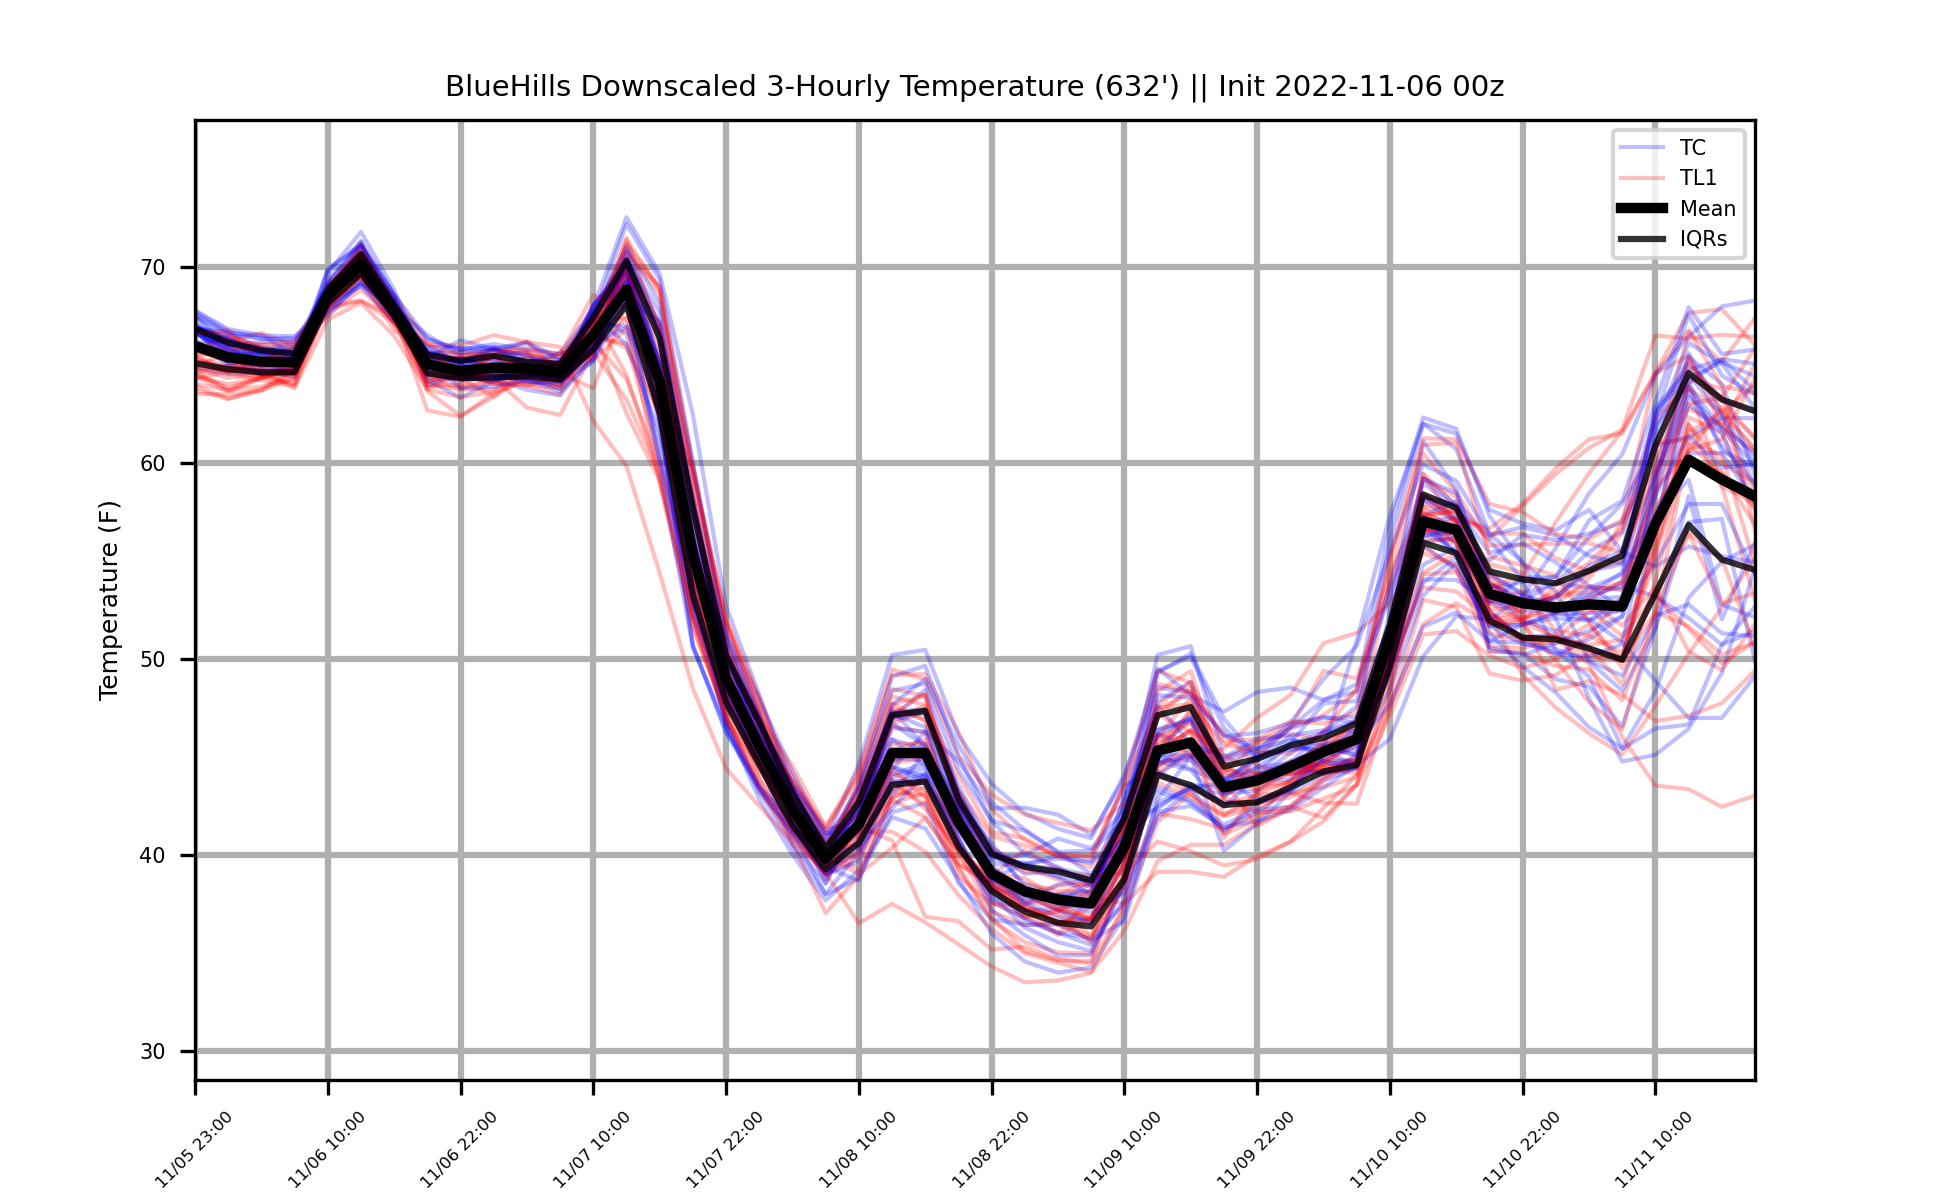 BlueHills Downscaled 3-Hourly Temperature (632') || Init 2022-11-06 00z
TC
TL1
Mean
IQRs
Temperature (F)
70
60
50
40
30
11/05 23:00
11/06 10:00
11/06 22:00
11/07 10:00
11/07 22:00
11/08 10:00
11/08 22:00
11/09 10:00
11/09 22:00
11/10 10:00
11/10 22:00
11/11 10:00